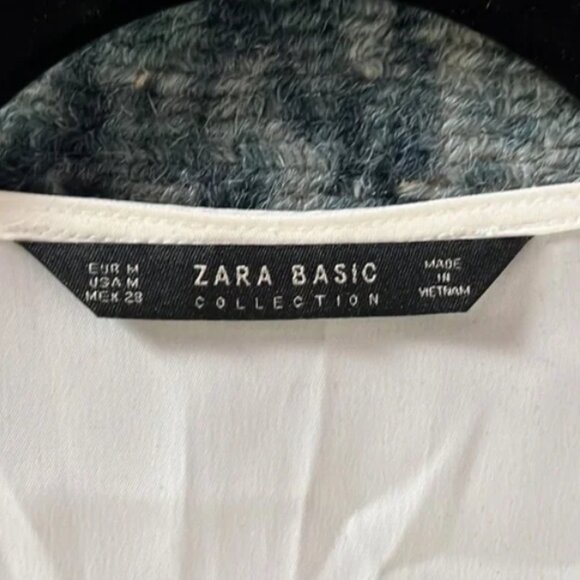 EUR M
USA M
MEX 28
ZARA BASIC
COLLECTION
MADE
IN
VIETNAM